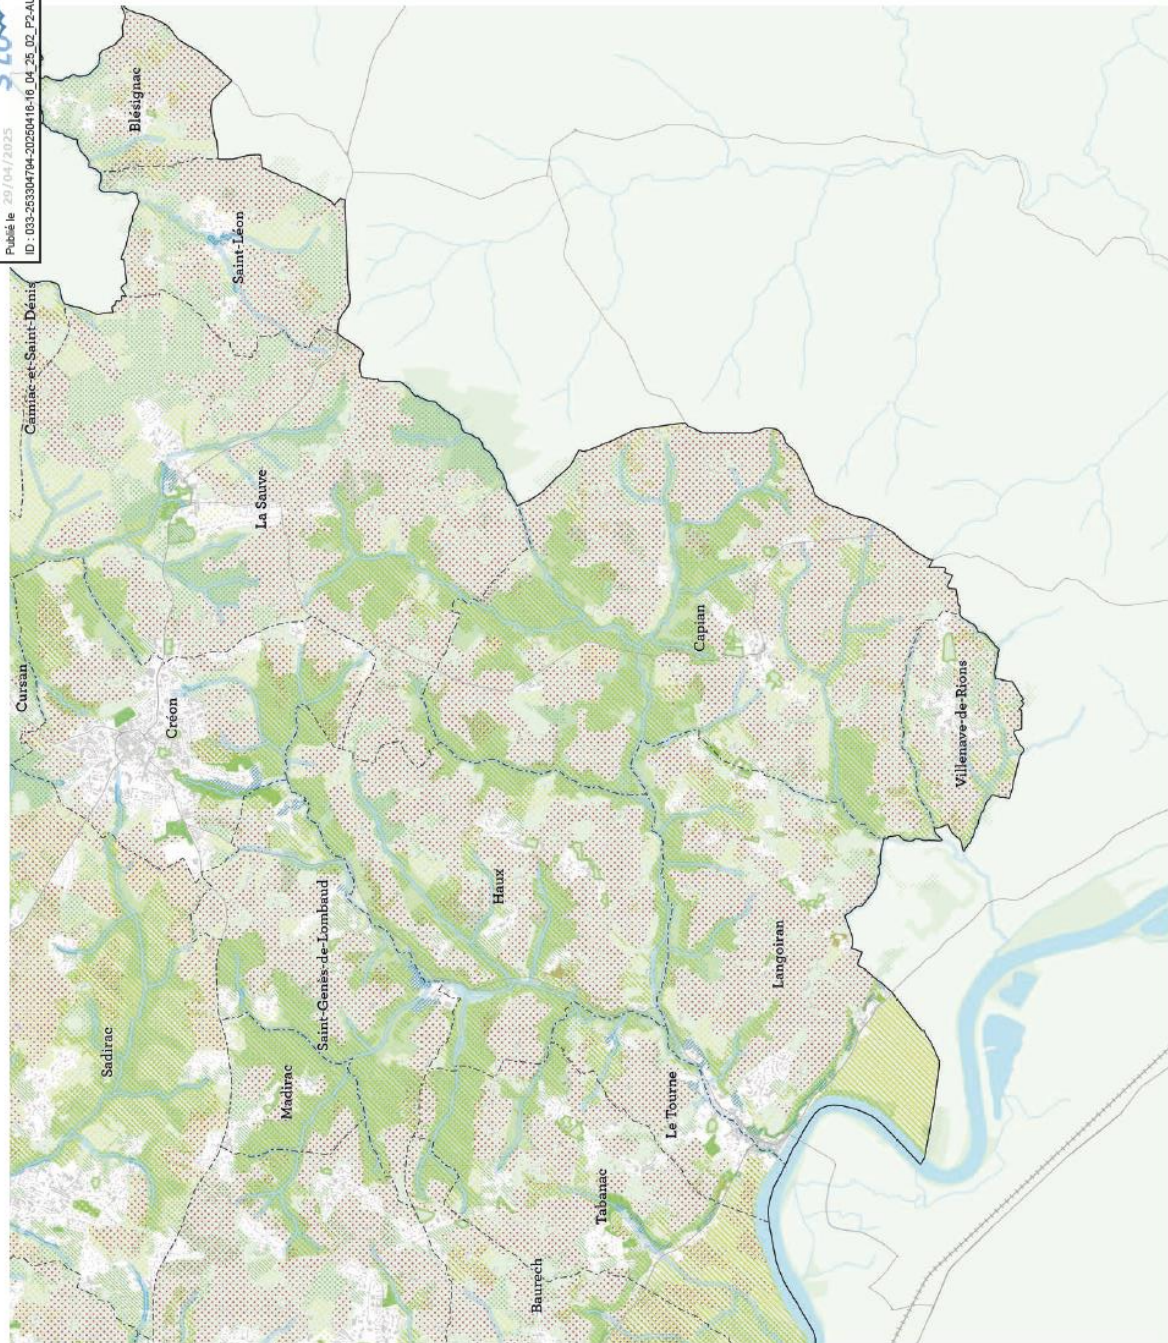 Publié le 29/04/2025
ID : 033-253304794-20250416-16_04_25_02_P2-AU
Blésignac
Saint-Léon
Camiac-et-Saint-Denis
La Sauve
Cursan
Créon
Capian
Villenave-de-Rions
Haux
Saint-Genès-de-Lombaud
Langoiran
Sadirac
Madirac
Le Tourne
Tabanac
Baurech